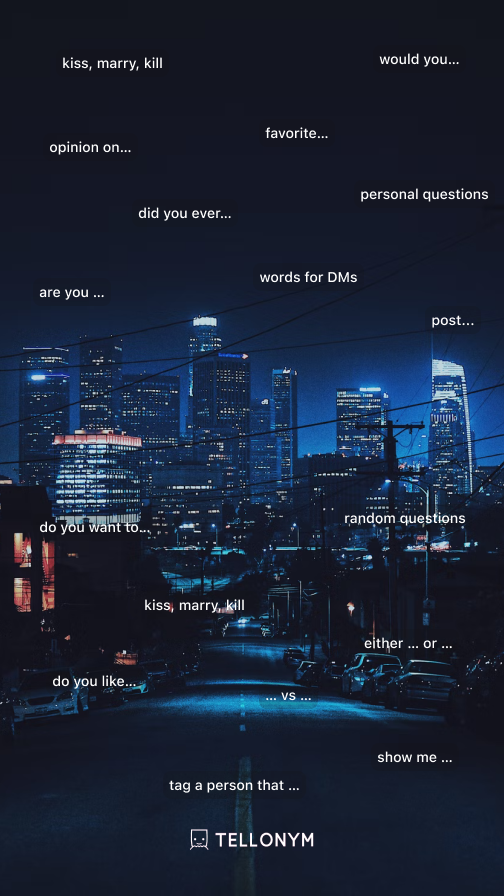 kiss, marry, kill
would you...
favorite...
opinion on...
personal questions
did you ever...
words for DMs
are you ...
post...
random questions
do you want to...
kiss, marry, kill
either ... or ...
do you like...
... vs ...
show me ...
tag a person that ...
TELLONYM